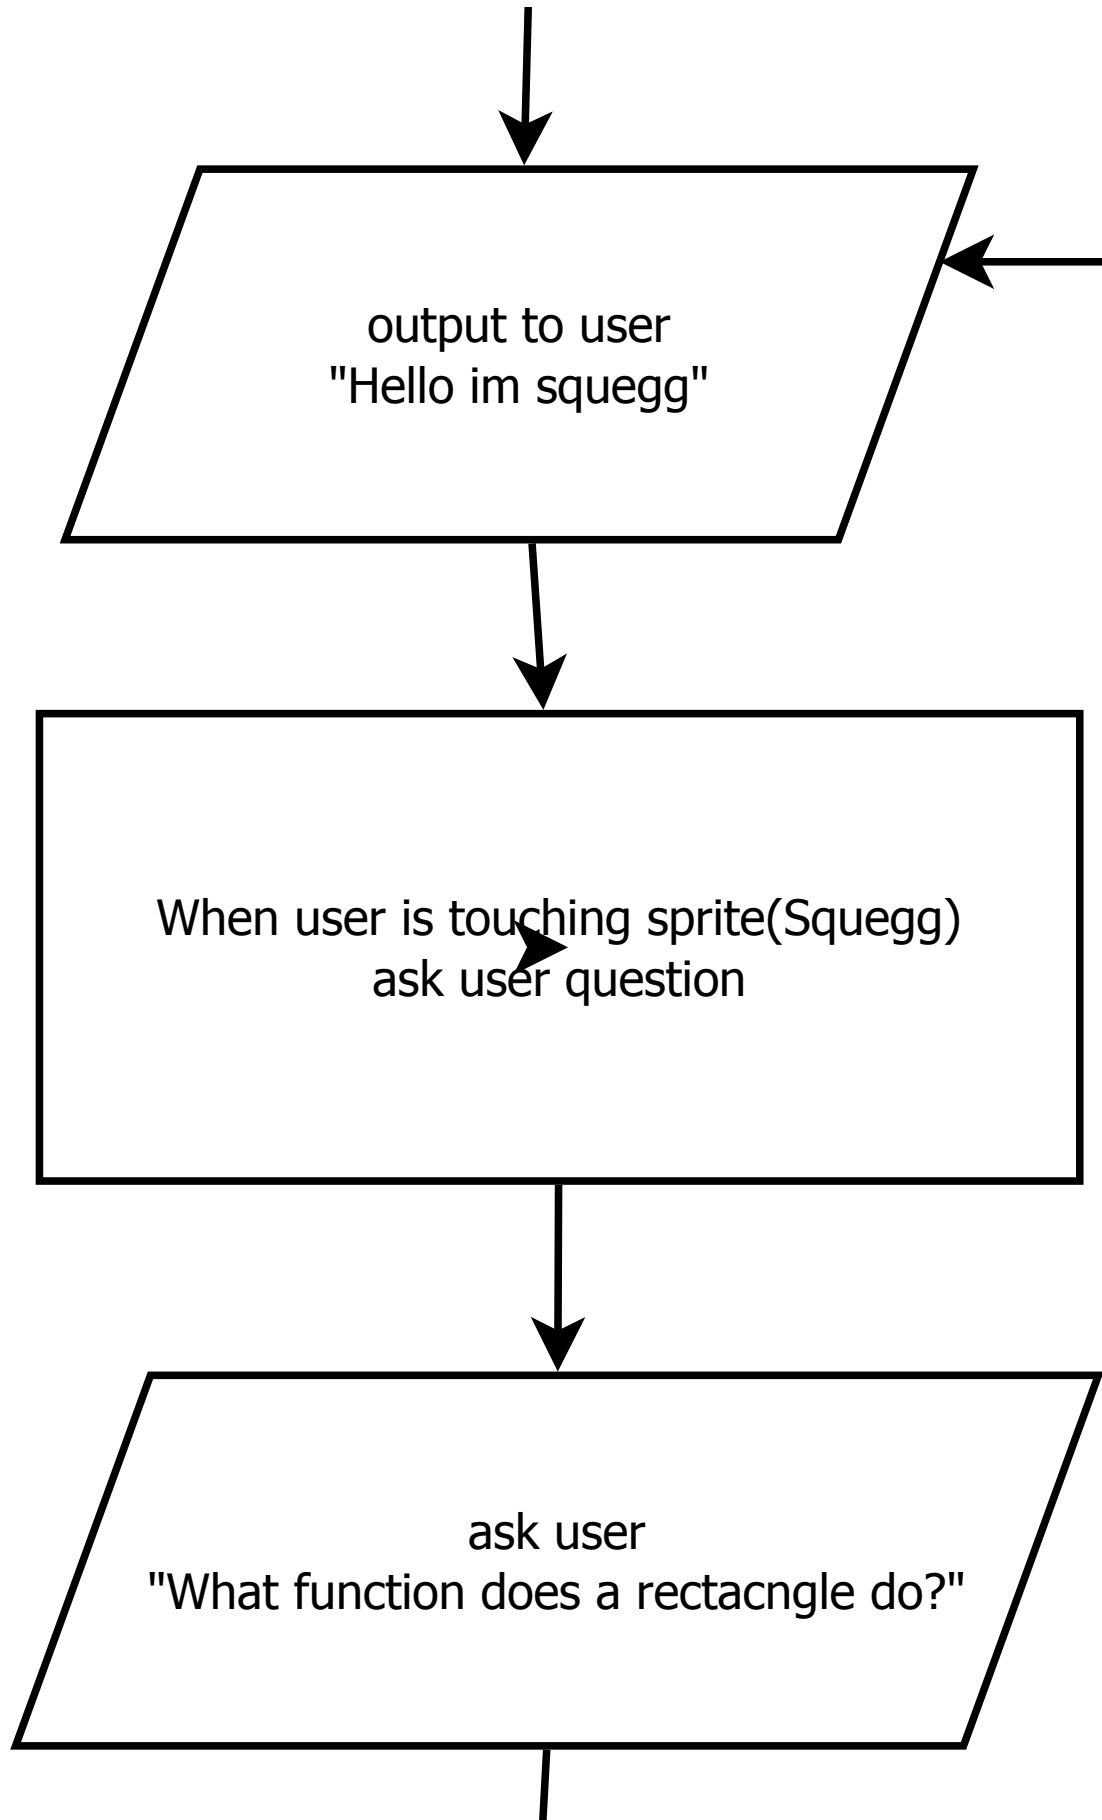 output to user
"Hello im squegg"
When user is touching sprite(Squegg)
ask user question
ask user
"What function does a rectacngle do?"